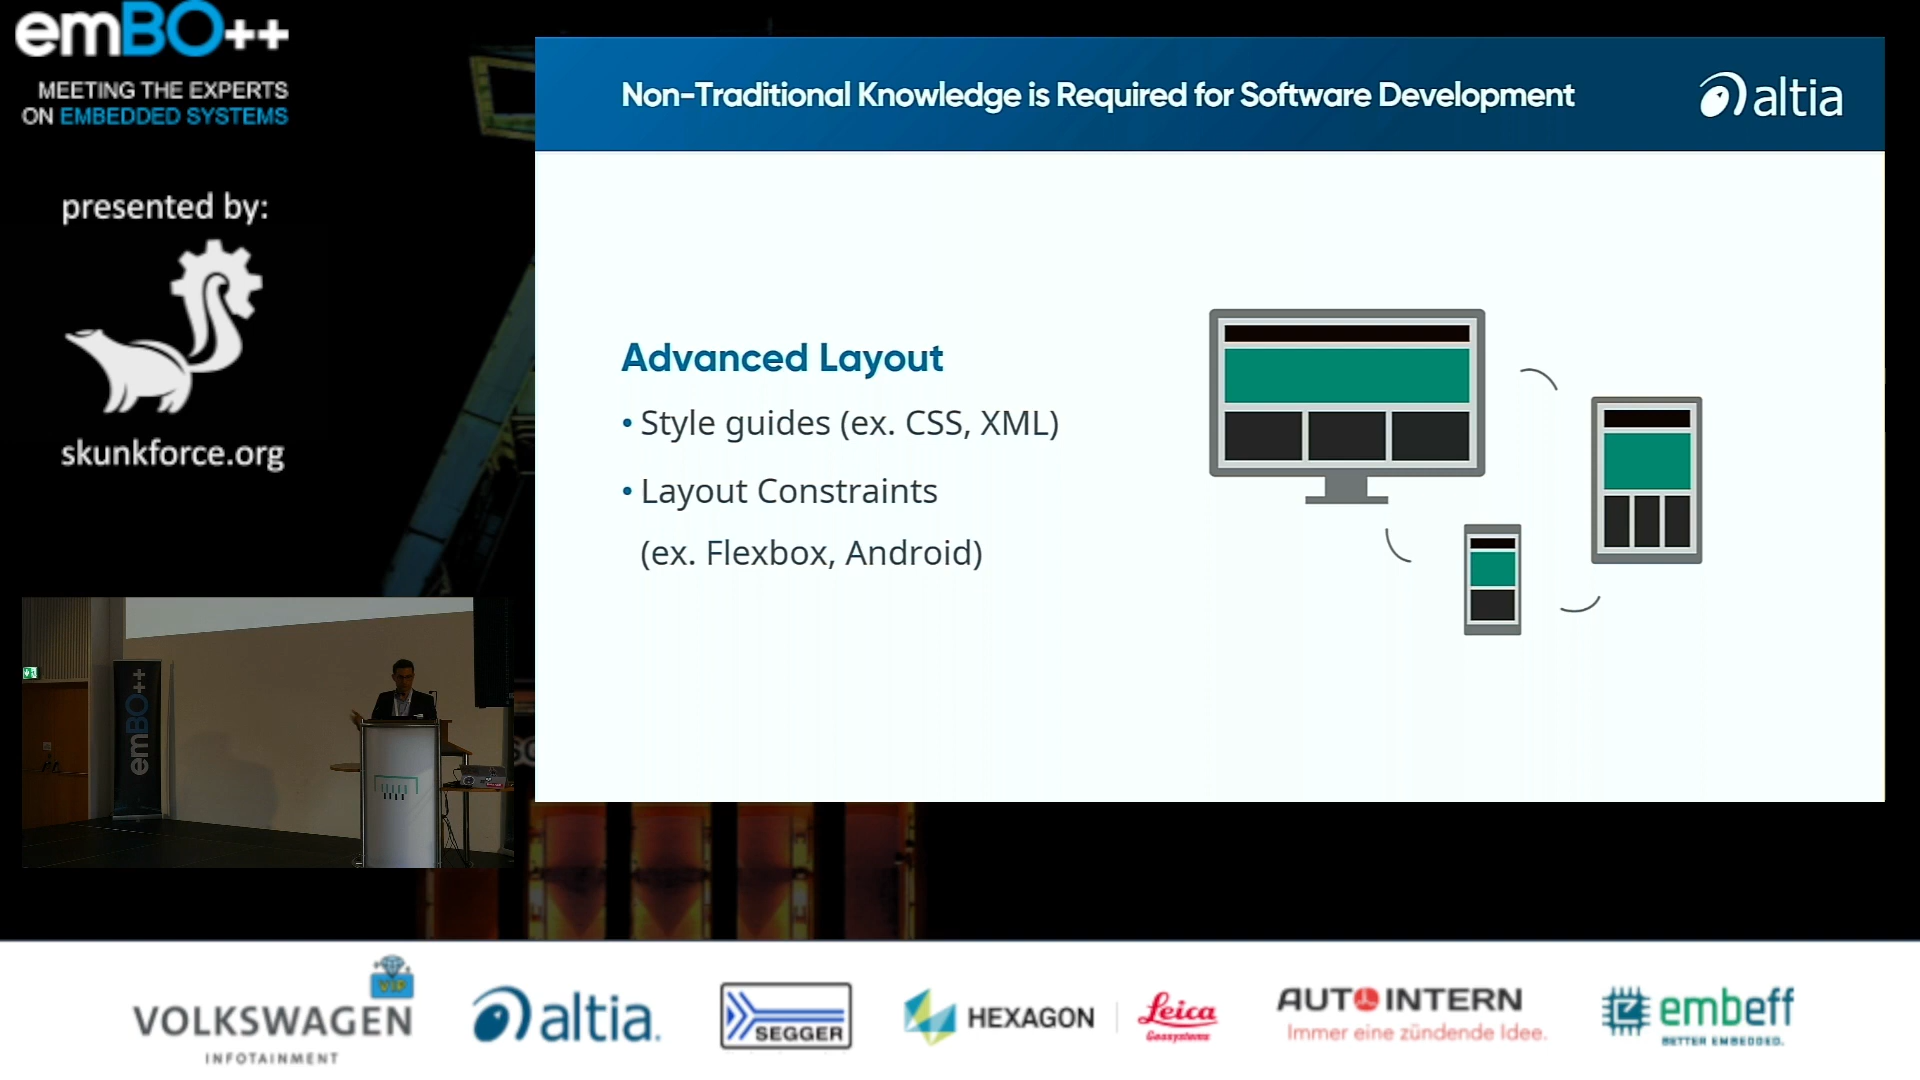 emBO++
MEETING THE EXPERTS
ON EMBEDDED SYSTEMS
presented by:
skunkforce.org
Non-Traditional Knowledge is Required for Software Development
altia
Advanced Layout
• Style guides (ex. CSS, XML)
• Layout Constraints
(ex. Flexbox, Android)
emBO++
VIP
VOLKSWAGEN
INFOTAINMENT
altia.
SEGGER
HEXAGON
Leica
Geosystems
AUTOINTERN
Immer eine zündende Idee.
embeff
BETTER EMBEDDED.